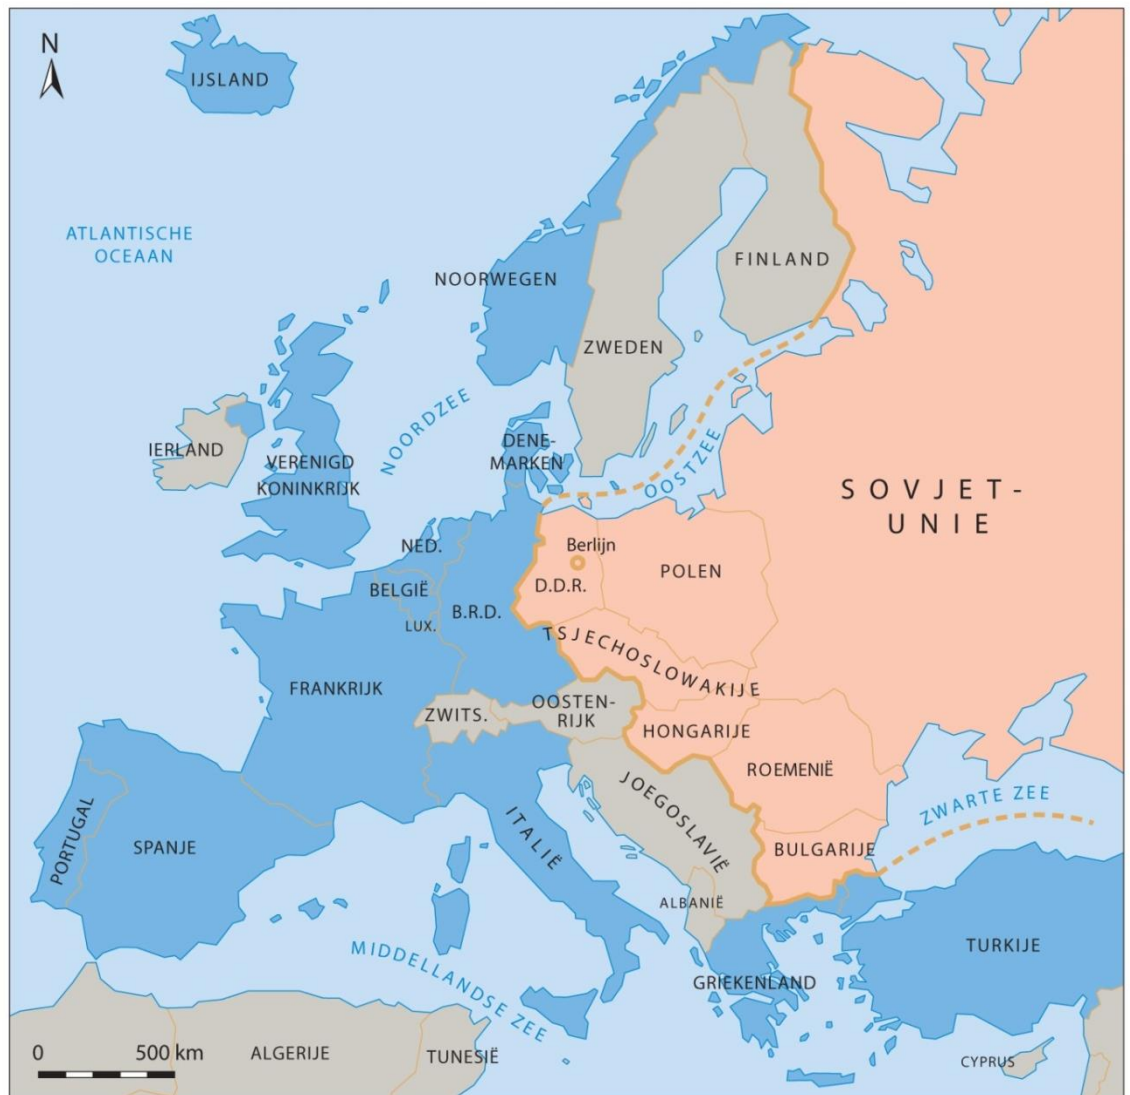 N
IJSLAND
ATLANTISCHE
OCEAAN
NOORWEGEN
FINLAND
ZWEDEN
NOORDZEE
DENE-
MARKEN
OOSTZEE
IERLAND
VERENIGD
KONINKRIJK
SOVJET-
UNIE
NED.
Berlijn
BELGIË
D.D.R.
POLEN
B.R.D.
LUX.
TSJECHOSLOWAKIJE
FRANKRIJK
ZWITS.
OOSTEN-
RIJK
HONGARIJE
ROEMENIË
JOEGOSLAVIË
ZWARTE ZEE
PORTUGAL
SPANJE
ITALIË
BULGARIJE
ALBANIË
TURKIJE
MIDDELLANDSE ZEE
GRIEKENLAND
0 500 km
ALGERIJE
TUNESIË
CYPRUS